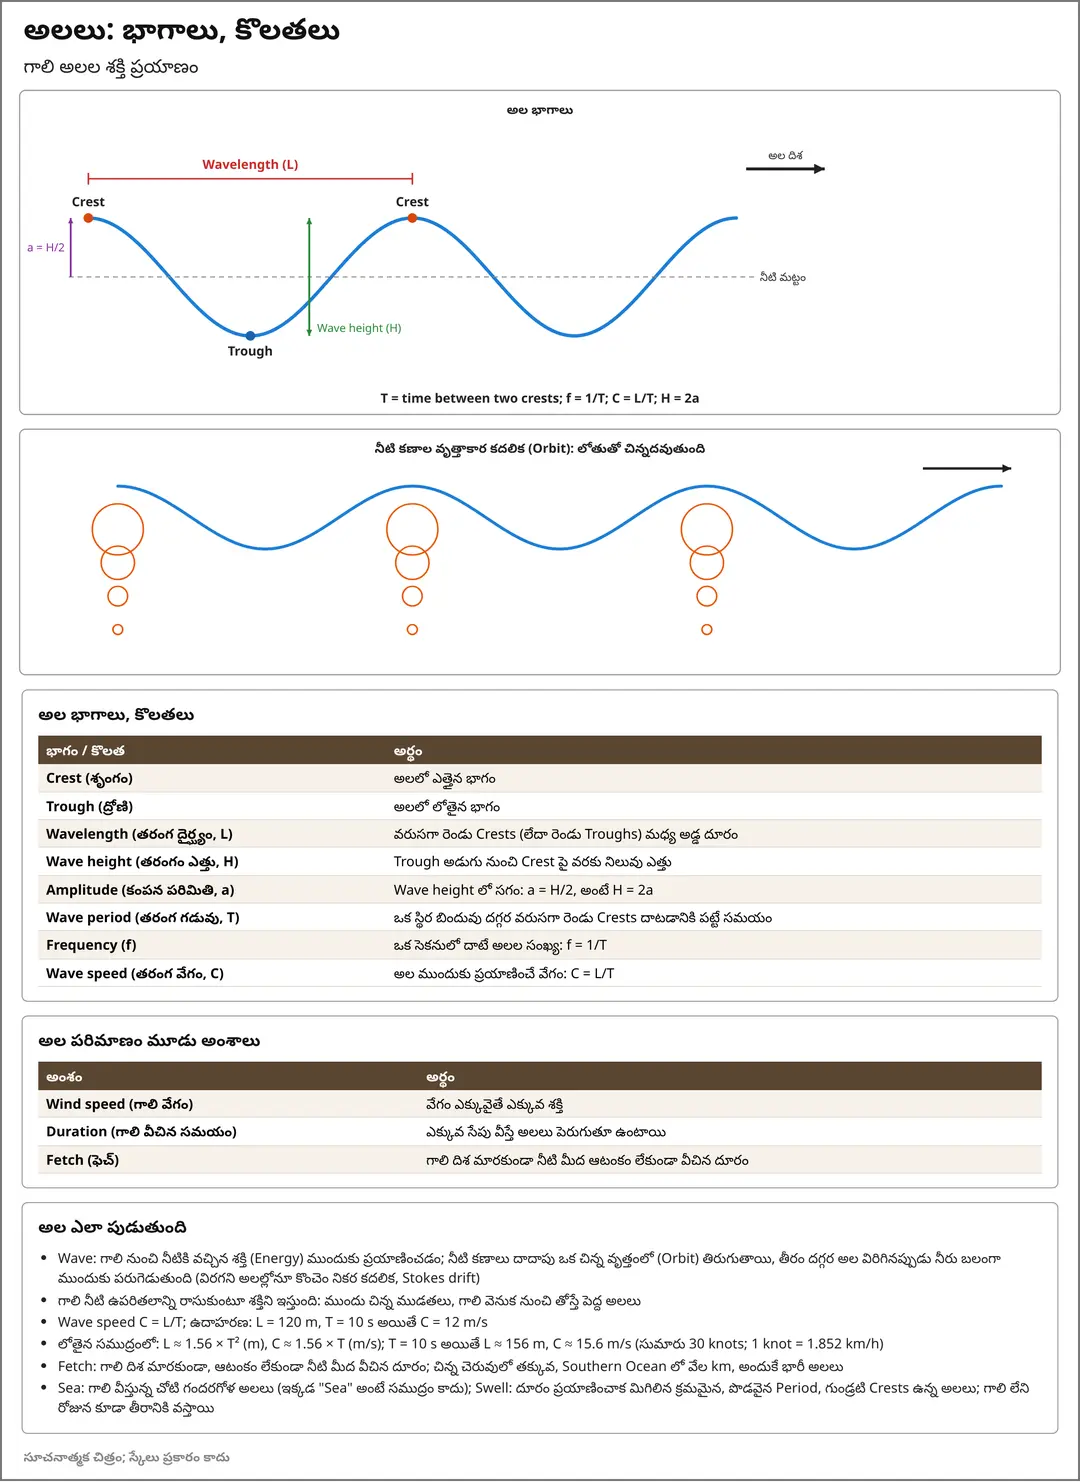 అలలు: భాగాలు, కొలతలు
గాలి అలల శక్తి ప్రయాణం
అల భాగాలు
అల దిశ
Wavelength (L)
Crest
Crest
a = H/2
నీటి మట్టం
Wave height (H)
Trough
T = time between two crests; f = 1/T; C = L/T; H = 2a
నీటి కణాల వృత్తాకార కదలిక (Orbit): లోతుతో చిన్నదవుతుంది
అల భాగాలు, కొలతలు
భాగం / కొలత అర్థం
Crest (శృంగం) అలలో ఎత్తైన భాగం
Trough (ద్రోణి) అలలో లోతైన భాగం
Wavelength (తరంగ దైర్ఘ్యం, L) వరుసగా రెండు Crests (లేదా రెండు Troughs) మధ్య అడ్డ దూరం
Wave height (తరంగం ఎత్తు, H) Trough అడుగు నుంచి Crest పై వరకు నిలువు ఎత్తు
Amplitude (కంపన పరిమితి, a) Wave height లో సగం: a = H/2, అంటే H = 2a
Wave period (తరంగ గడువు, T) ఒక స్థిర బిందువు దగ్గర వరుసగా రెండు Crests దాటడానికి పట్టే సమయం
Frequency (f) ఒక సెకనులో దాటే అలల సంఖ్య: f = 1/T
Wave speed (తరంగ వేగం, C) అల ముందుకు ప్రయాణించే వేగం: C = L/T
అల పరిమాణం మూడు అంశాలు
అంశం అర్థం
Wind speed (గాలి వేగం) వేగం ఎక్కువైతే ఎక్కువ శక్తి
Duration (గాలి వీచిన సమయం) ఎక్కువ సేపు వీస్తే అలలు పెరుగుతూ ఉంటాయి
Fetch (ఫెచ్) గాలి దిశ మారకుండా నీటి మీద ఆటంకం లేకుండా వీచిన దూరం
అల ఎలా పుడుతుంది
• Wave: గాలి నుంచి నీటికి వచ్చిన శక్తి (Energy) ముందుకు ప్రయాణించడం; నీటి కణాలు దాదాపు ఒక చిన్న వృత్తంలో (Orbit) తిరుగుతాయి, తీరం దగ్గర అల విరిగినప్పుడు నీరు బలంగా
ముందుకు పరుగెడుతుంది (విరగని అలల్లోనూ కొంచెం నికర కదలిక, Stokes drift)
• గాలి నీటి ఉపరితలాన్ని రాసుకుంటూ శక్తిని ఇస్తుంది: ముందు చిన్న ముడతలు, గాలి వెనుక నుంచి తోస్తే పెద్ద అలలు
• Wave speed C = L/T; ఉదాహరణ: L = 120 m, T = 10 s అయితే C = 12 m/s
• లోతైన సముద్రంలో: L ≈ 1.56 × T² (m), C ≈ 1.56 × T (m/s); T = 10 s అయితే L ≈ 156 m, C ≈ 15.6 m/s (సుమారు 30 knots; 1 knot = 1.852 km/h)
• Fetch: గాలి దిశ మారకుండా, ఆటంకం లేకుండా నీటి మీద వీచిన దూరం; చిన్న చెరువులో తక్కువ, Southern Ocean లో వేల km, అందుకే భారీ అలలు
• Sea: గాలి వీస్తున్న చోటి గందరగోళ అలలు (ఇక్కడ "Sea" అంటే సముద్రం కాదు); Swell: దూరం ప్రయాణించాక మిగిలిన క్రమమైన, పొడవైన Period, గుండ్రటి Crests ఉన్న అలలు; గాలి లేని
రోజున కూడా తీరానికి వస్తాయి
సూచనాత్మక చిత్రం; స్కేలు ప్రకారం కాదు